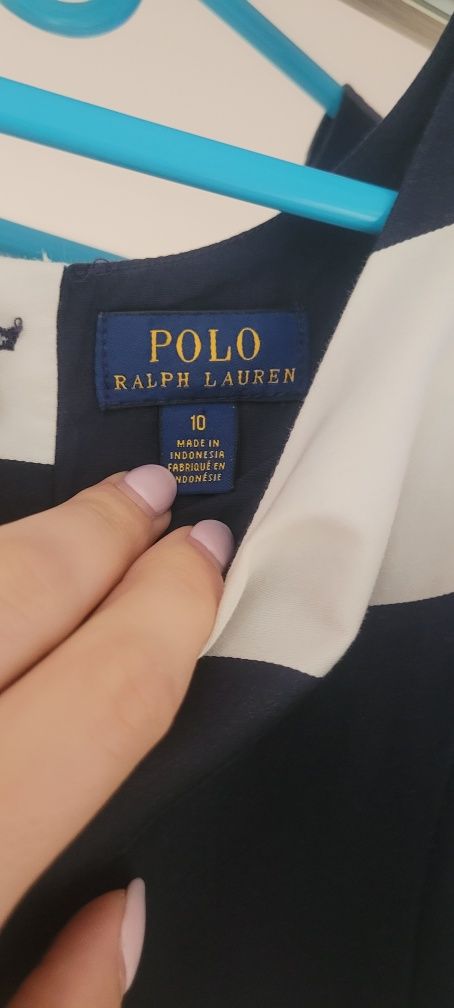 POLO
RALPH LAUREN
10
MADE IN
INDONESIA
FABRIQUÉ EN
INDONÉSIE